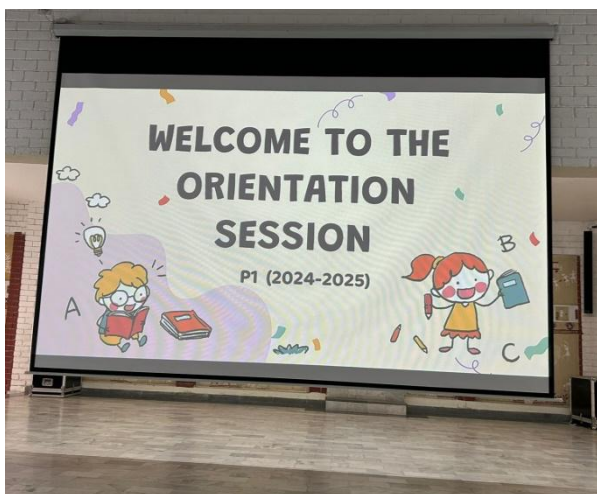 WELCOME TO THE
ORIENTATION
SESSION
P1 (2024-2025)
A
B
C